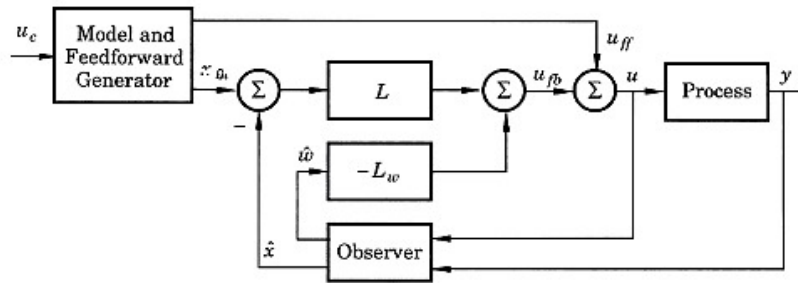 u_c
Model and
Feedforward
Generator
u_ff
x
Σ
−
L
Σ
u_fb
Σ
u
Process
y
ŵ
−L_w
x̂
Observer